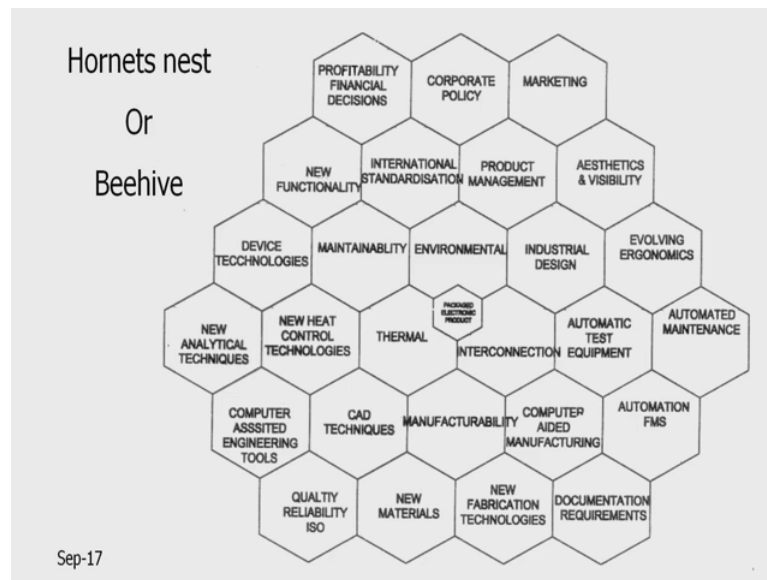 Hornets nest
Or
Beehive
PROFITABILITY
FINANCIAL
DECISIONS
CORPORATE
POLICY
MARKETING
NEW
FUNCTIONALITY
INTERNATIONAL
STANDARDISATION
PRODUCT
MANAGEMENT
AESTHETICS
& VISIBILITY
DEVICE
TECCHNOLOGIES
MAINTAINABLITY
ENVIRONMENTAL
INDUSTRIAL
DESIGN
EVOLVING
ERGONOMICS
NEW
ANALYTICAL
TECHNIQUES
NEW HEAT
CONTROL
TECHNOLOGIES
THERMAL
PACKAGED
ELECTRONIC
PRODUCT
INTERCONNECTION
AUTOMATIC
TEST
EQUIPMENT
AUTOMATED
MAINTENANCE
COMPUTER
ASSSITED
ENGINEERING
TOOLS
CAD
TECHNIQUES
MANUFACTURABILITY
COMPUTER
AIDED
MANUFACTURING
AUTOMATION
FMS
QUALTIY
RELIABILITY
ISO
NEW
MATERIALS
NEW
FABRICATION
TECHNOLOGIES
DOCUMENTATION
REQUIREMENTS
Sep-17